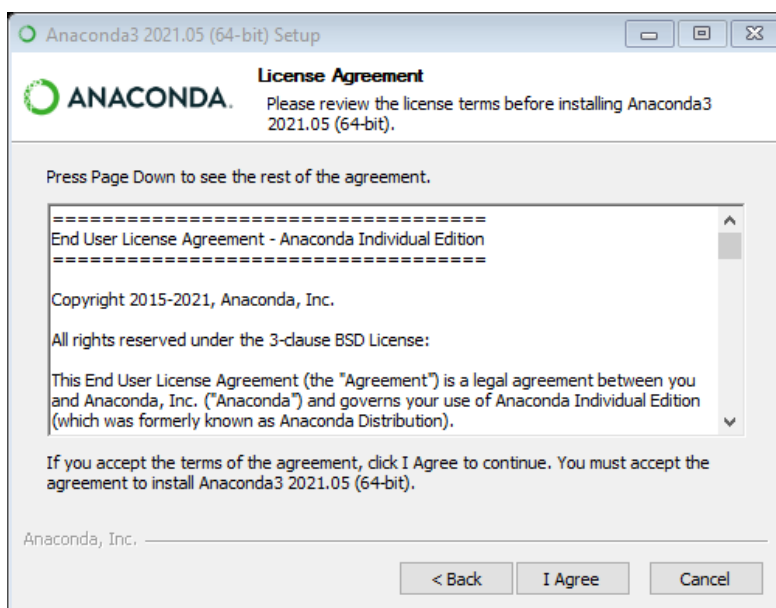 Anaconda3 2021.05 (64-bit) Setup
ANACONDA.
License Agreement
Please review the license terms before installing Anaconda3
2021.05 (64-bit).
Press Page Down to see the rest of the agreement.
===================================
End User License Agreement - Anaconda Individual Edition
===================================
Copyright 2015-2021, Anaconda, Inc.
All rights reserved under the 3-clause BSD License:
This End User License Agreement (the "Agreement") is a legal agreement between you
and Anaconda, Inc. ("Anaconda") and governs your use of Anaconda Individual Edition
(which was formerly known as Anaconda Distribution).
If you accept the terms of the agreement, click I Agree to continue. You must accept the
agreement to install Anaconda3 2021.05 (64-bit).
Anaconda, Inc.
< Back
I Agree
Cancel